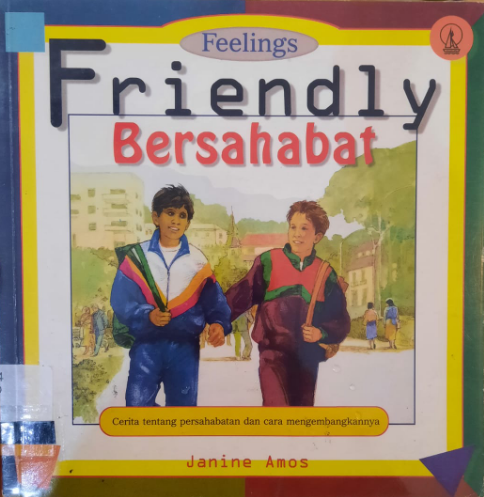 Feelings
Friendly
Bersahabat
Cerita tentang persahabatan dan cara mengembangkannya
Janine Amos